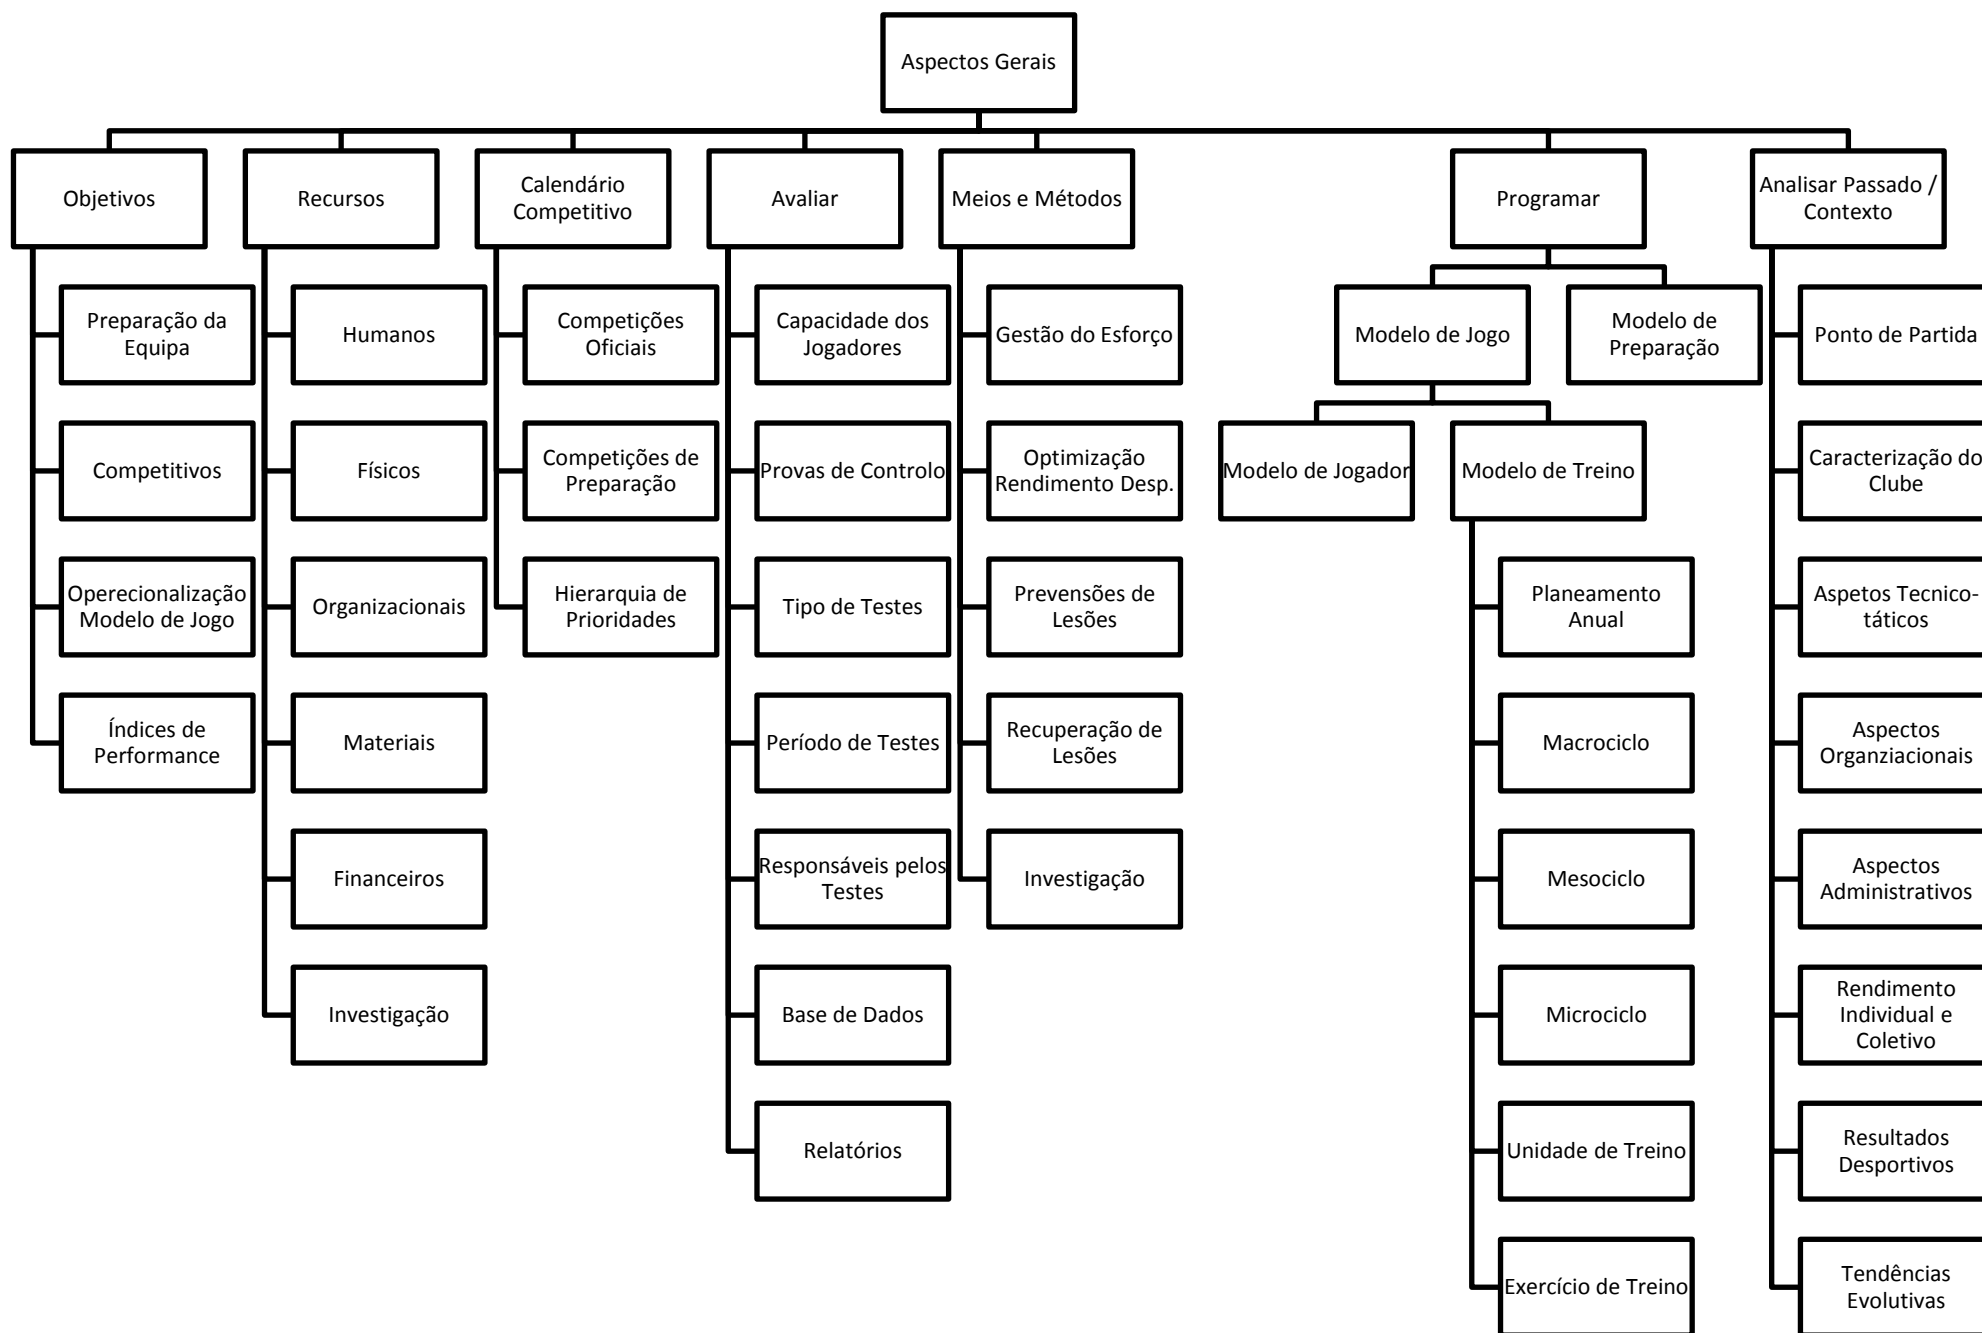 Aspectos Gerais
Objetivos
Recursos
Calendário
Competitivo
Avaliar
Meios e Métodos
Programar
Analisar Passado /
Contexto
Preparação da
Equipa
Competitivos
Operecionalização
Modelo de Jogo
Índices de
Performance
Humanos
Físicos
Organizacionais
Materiais
Financeiros
Investigação
Competições
Oficiais
Competições de
Preparação
Hierarquia de
Prioridades
Capacidade dos
Jogadores
Provas de Controlo
Tipo de Testes
Período de Testes
Responsáveis pelos
Testes
Base de Dados
Relatórios
Gestão do Esforço
Optimização
Rendimento Desp.
Prevensões de
Lesões
Recuperação de
Lesões
Investigação
Modelo de Jogo
Modelo de
Preparação
Modelo de Jogador
Modelo de Treino
Planeamento
Anual
Macrociclo
Mesociclo
Microciclo
Unidade de Treino
Exercício de Treino
Ponto de Partida
Caracterização do
Clube
Aspetos Tecnico-
táticos
Aspectos
Organziacionais
Aspectos
Administrativos
Rendimento
Individual e
Coletivo
Resultados
Desportivos
Tendências
Evolutivas